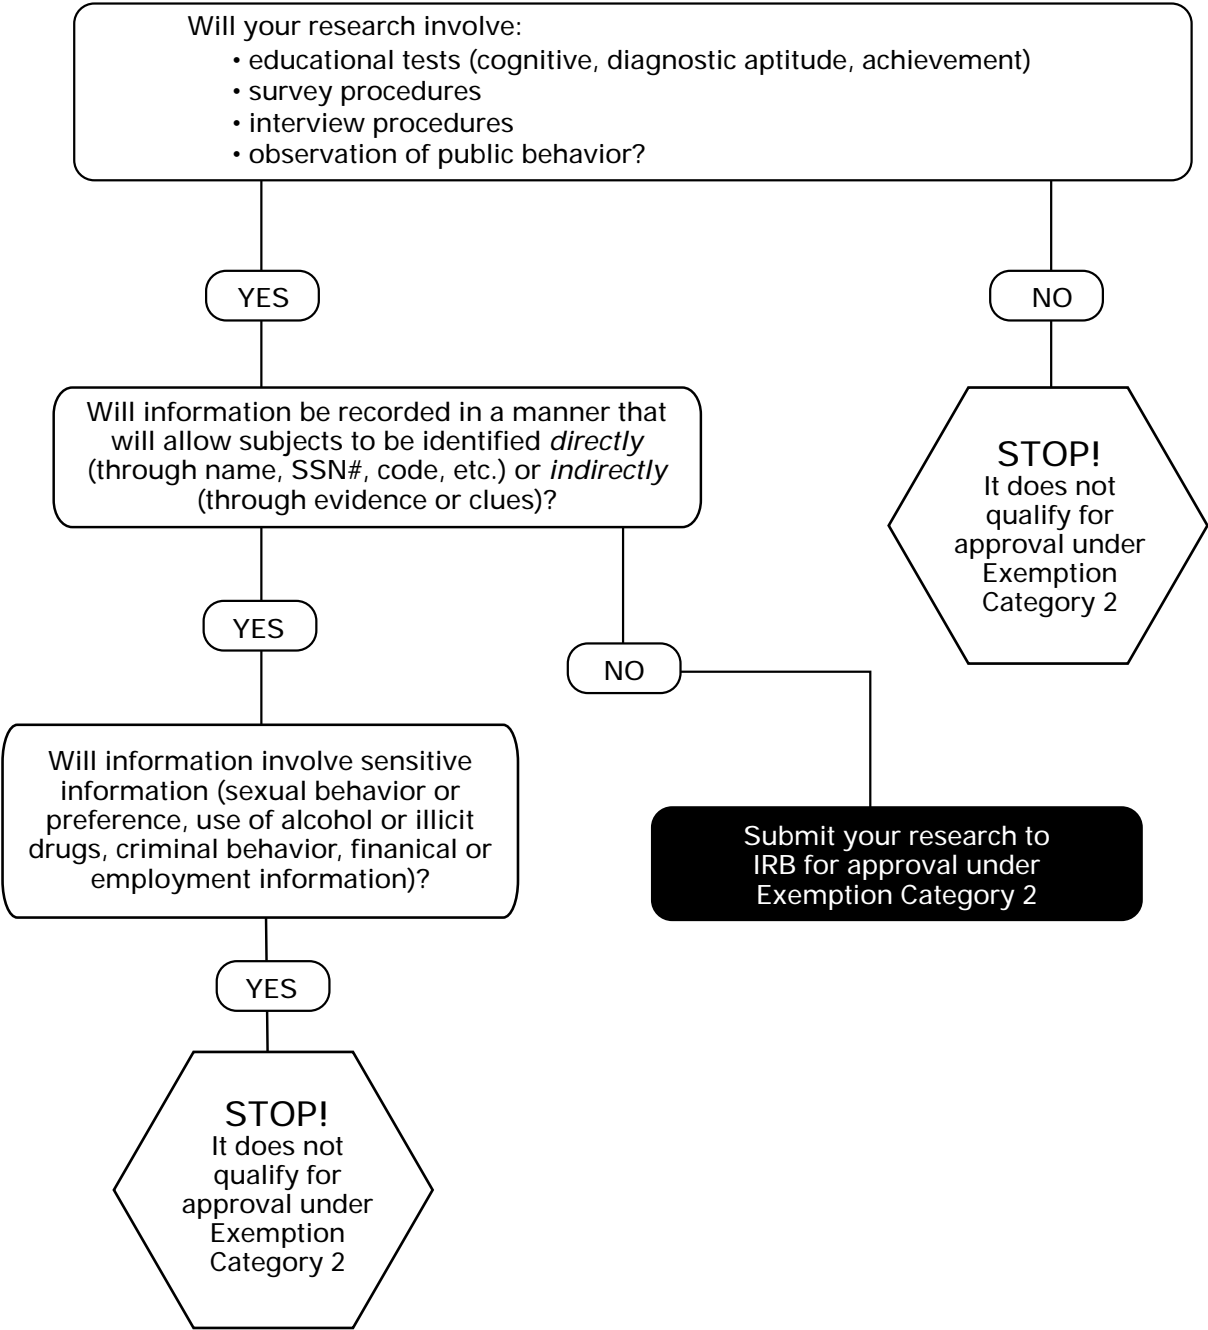 Will your research involve:
• educational tests (cognitive, diagnostic aptitude, achievement)
• survey procedures
• interview procedures
• observation of public behavior?
YES
NO
Will information be recorded in a manner that
will allow subjects to be identified directly
(through name, SSN#, code, etc.) or indirectly
(through evidence or clues)?
STOP!
It does not
qualify for
approval under
Exemption
Category 2
YES
NO
Will information involve sensitive
information (sexual behavior or
preference, use of alcohol or illicit
drugs, criminal behavior, finanical or
employment information)?
Submit your research to
IRB for approval under
Exemption Category 2
YES
STOP!
It does not
qualify for
approval under
Exemption
Category 2